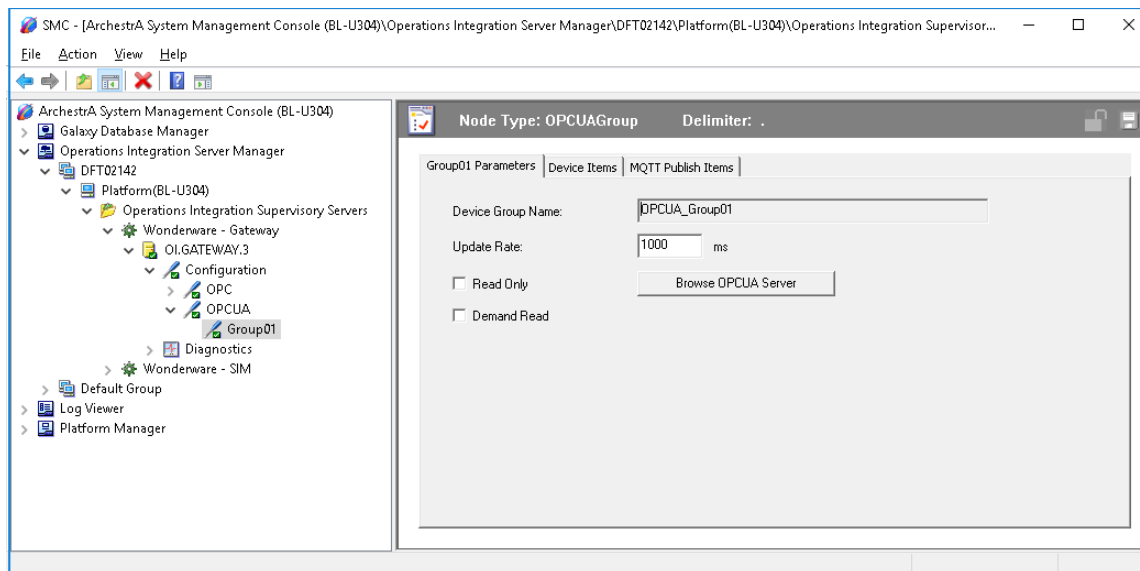 SMC - [ArchestrA System Management Console (BL-U304)\Operations Integration Server Manager\DFT02142\Platform(BL-U304)\Operations Integration Supervisor...
File Action View Help
ArchestrA System Management Console (BL-U304)
Galaxy Database Manager
Operations Integration Server Manager
DFT02142
Platform(BL-U304)
Operations Integration Supervisory Servers
Wonderware - Gateway
OI.GATEWAY.3
Configuration
OPC
OPCUA
Group01
Diagnostics
Wonderware - SIM
Default Group
Log Viewer
Platform Manager
Node Type: OPCUAGroup Delimiter: .
Group01 Parameters Device Items MQTT Publish Items
Device Group Name: OPCUA_Group01
Update Rate: 1000 ms
Read Only Browse OPCUA Server
Demand Read